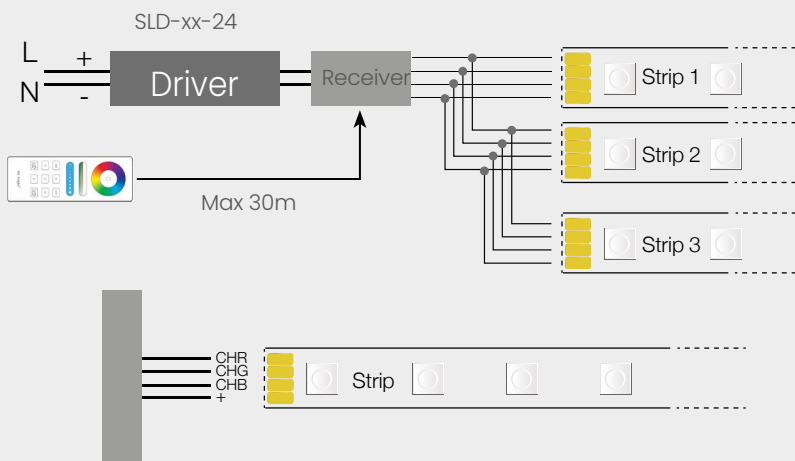 SLD-xx-24
L + Driver Receiver
N -
Strip 1
Strip 2
Max 30m
Strip 3
CHR
CHG
CHB
+
Strip